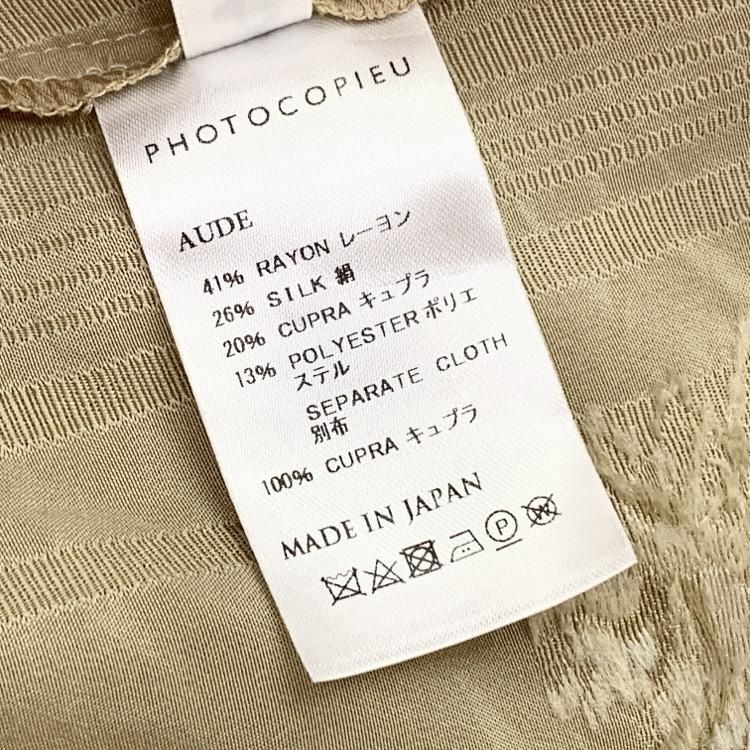 PHOTOCOPIEU
AUDE
41% RAYON レーヨン
26% SILK 絹
20% CUPRA キュプラ
13% POLYESTER ポリエ
ステル
SEPARATE CLOTH
別布
100% CUPRA キュプラ
MADE IN JAPAN
P W